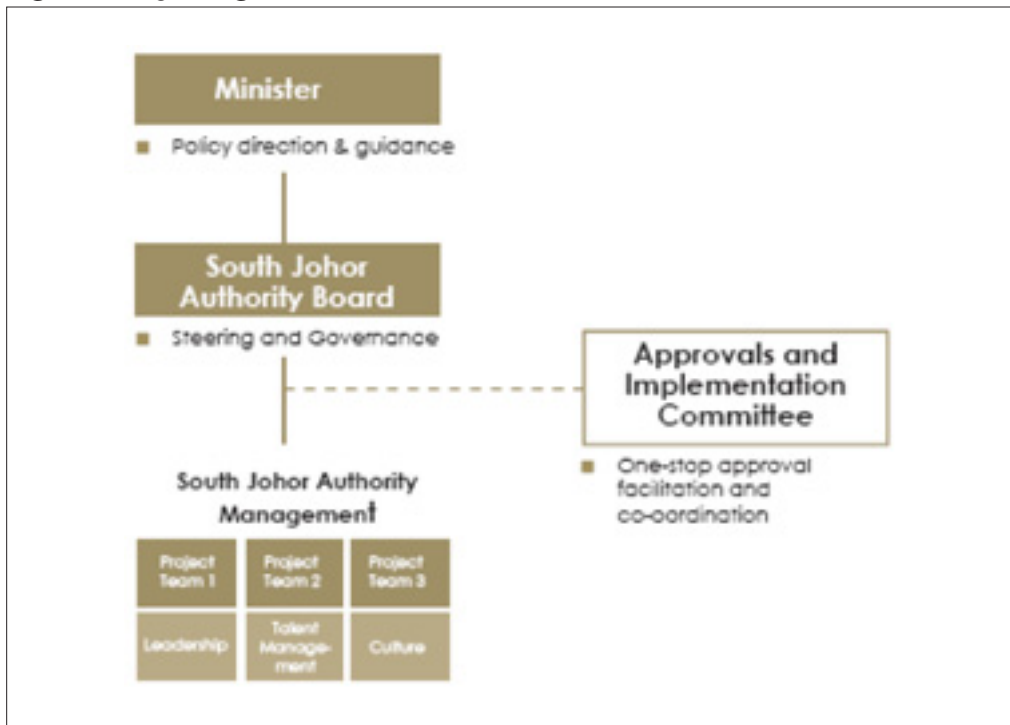 Minister
Policy direction & guidance
South Johor
Authority Board
Steering and Governance
Approvals and
Implementation
Committee
One-stop approval
facilitation and
co-ordination
South Johor Authority
Management
Project
Team 1
Project
Team 2
Project
Team 3
Leadership
Talent
Manage-
ment
Culture